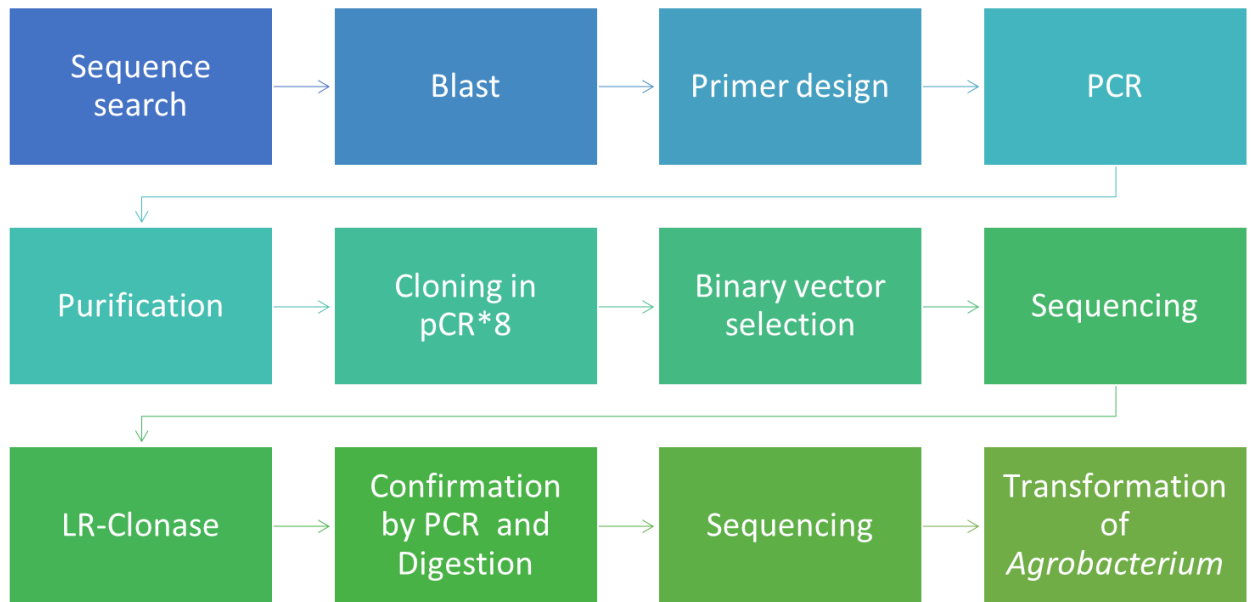 Sequence
search
Blast
Primer design
PCR
Purification
Cloning in
pCR*8
Binary vector
selection
Sequencing
LR-Clonase
Confirmation
by PCR and
Digestion
Sequencing
Transformation
of
Agrobacterium